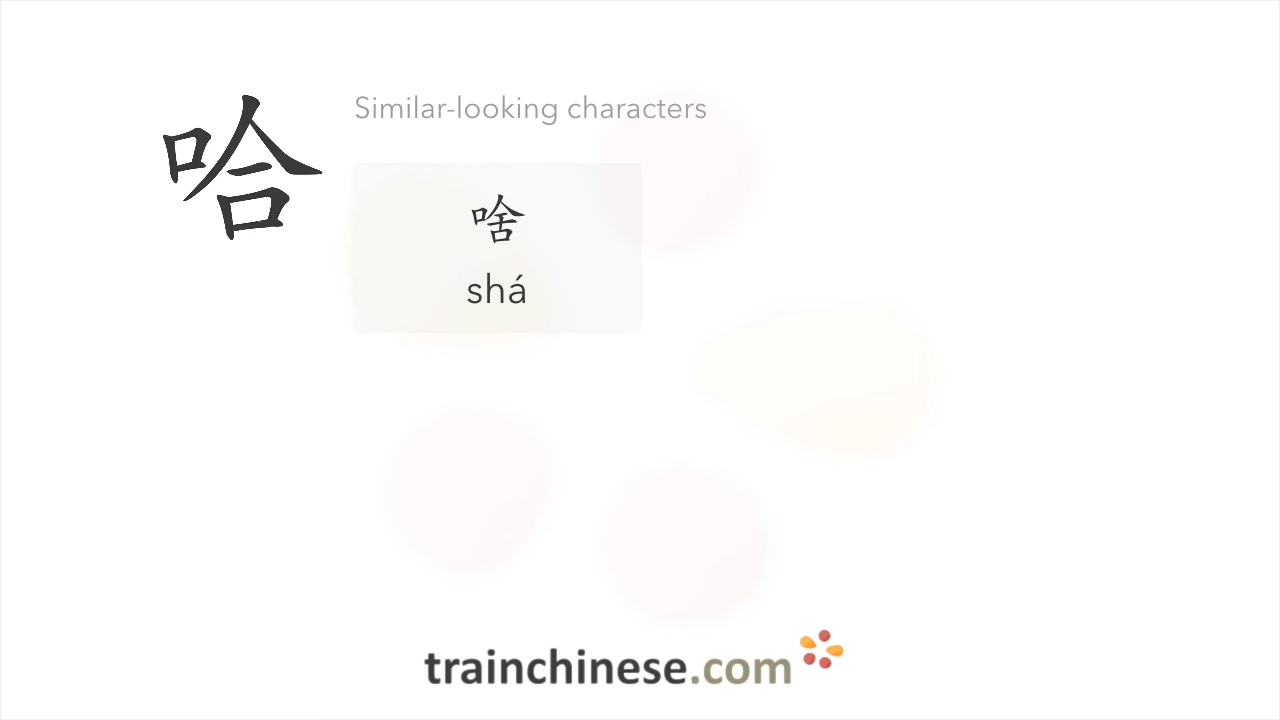 哈
Similar-looking characters
啥
shá
trainchinese.com